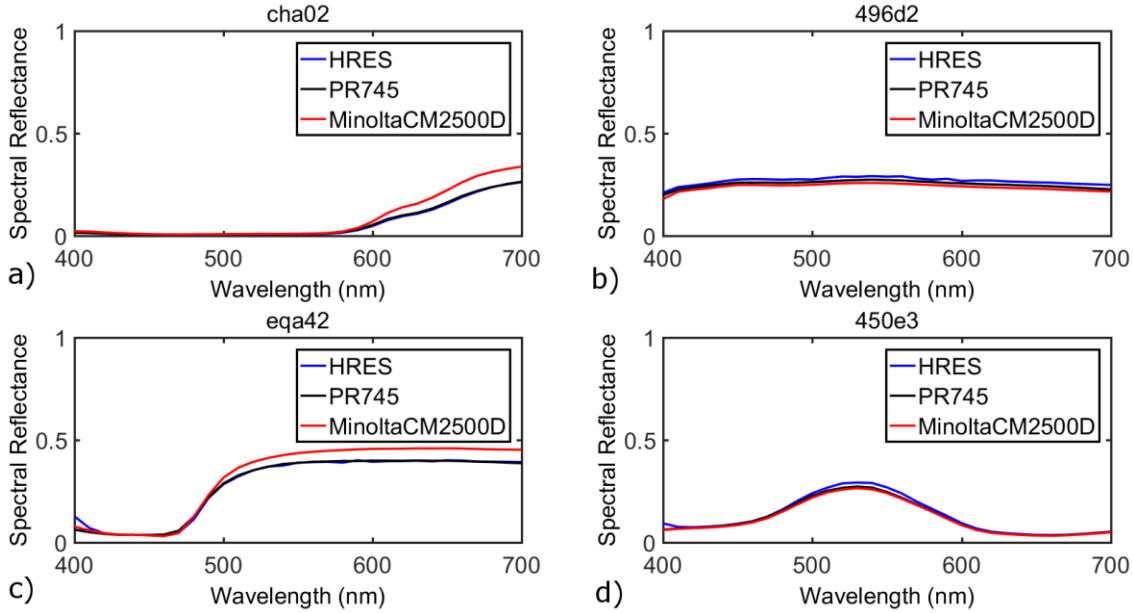 cha02
1
0.5
0
Spectral Reflectance
HRES
PR745
MinoltaCM2500D
400 500 600 700
Wavelength (nm)
a)
496d2
1
0.5
0
Spectral Reflectance
HRES
PR745
MinoltaCM2500D
400 500 600 700
Wavelength (nm)
b)
eqa42
1
0.5
0
Spectral Reflectance
HRES
PR745
MinoltaCM2500D
400 500 600 700
Wavelength (nm)
c)
450e3
1
0.5
0
Spectral Reflectance
HRES
PR745
MinoltaCM2500D
400 500 600 700
Wavelength (nm)
d)